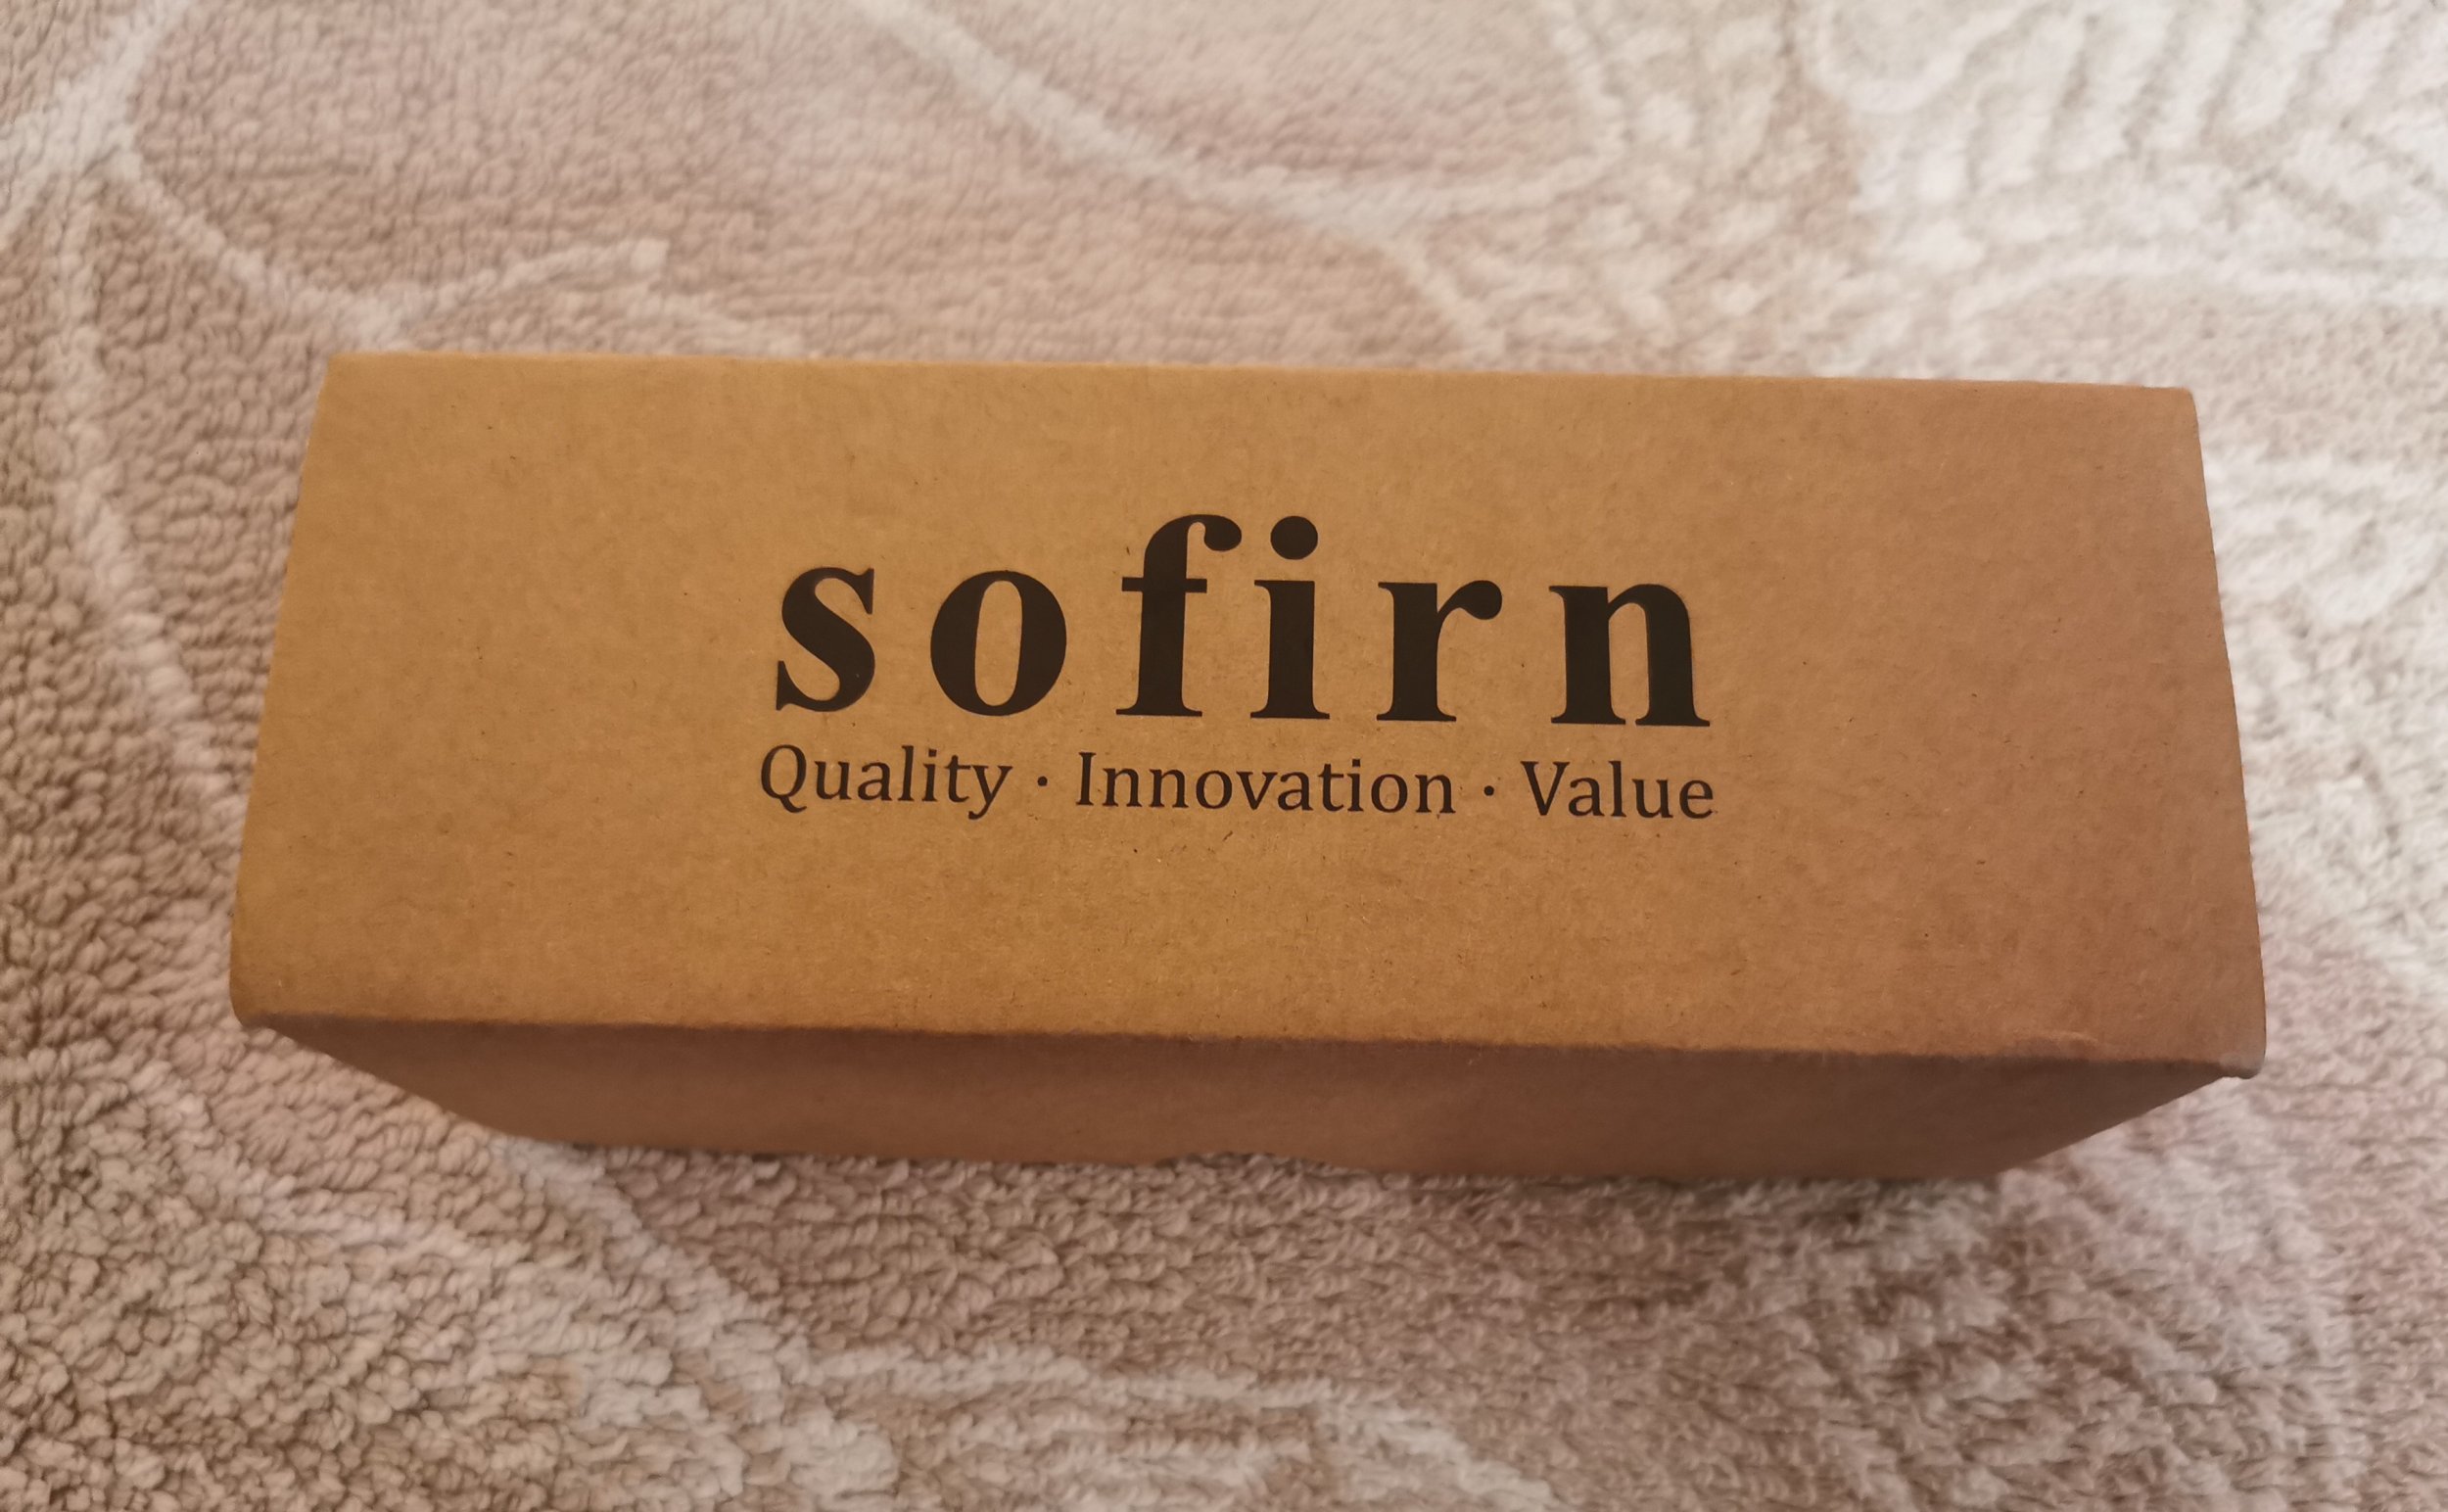 sofirn
Quality · Innovation · Value